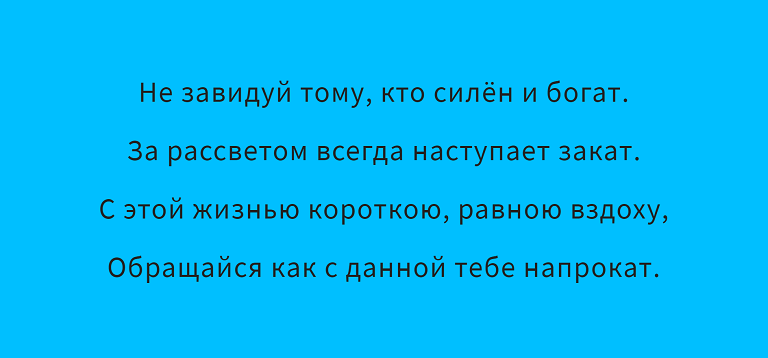 Не завидуй тому, кто силён и богат.
За рассветом всегда наступает закат.
С этой жизнью короткою, равною вздоху,
Обращайся как с данной тебе напрокат.